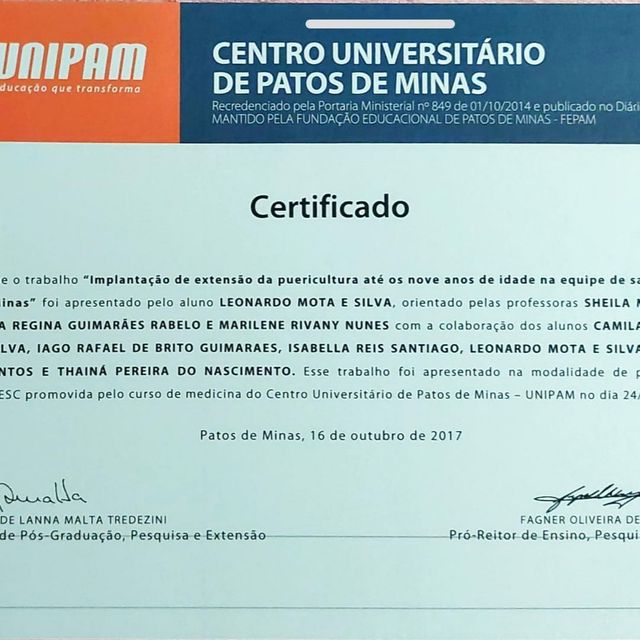 UNIPAM
educação que transforma
CENTRO UNIVERSITÁRIO
DE PATOS DE MINAS
Recredenciado pela Portaria Ministerial nº 849 de 01/10/2014 e publicado no Diári
MANTIDO PELA FUNDAÇÃO EDUCACIONAL DE PATOS DE MINAS - FEPAM
Certificado
e o trabalho “Implantação de extensão da puericultura até os nove anos de idade na equipe de sa
inas” foi apresentado pelo aluno LEONARDO MOTA E SILVA, orientado pelas professoras SHEILA M
A REGINA GUIMARÃES RABELO E MARILENE RIVANY NUNES com a colaboração dos alunos CAMILA
LVA, IAGO RAFAEL DE BRITO GUIMARAES, ISABELLA REIS SANTIAGO, LEONARDO MOTA E SILVA
NTOS E THAINÁ PEREIRA DO NASCIMENTO. Esse trabalho foi apresentado na modalidade de p
ESC promovida pelo curso de medicina do Centro Universitário de Patos de Minas – UNIPAM no dia 24/
Patos de Minas, 16 de outubro de 2017
DE LANNA MALTA TREDEZINI
de Pós-Graduação, Pesquisa e Extensão
FAGNER OLIVEIRA DE
Pró-Reitor de Ensino, Pesqui